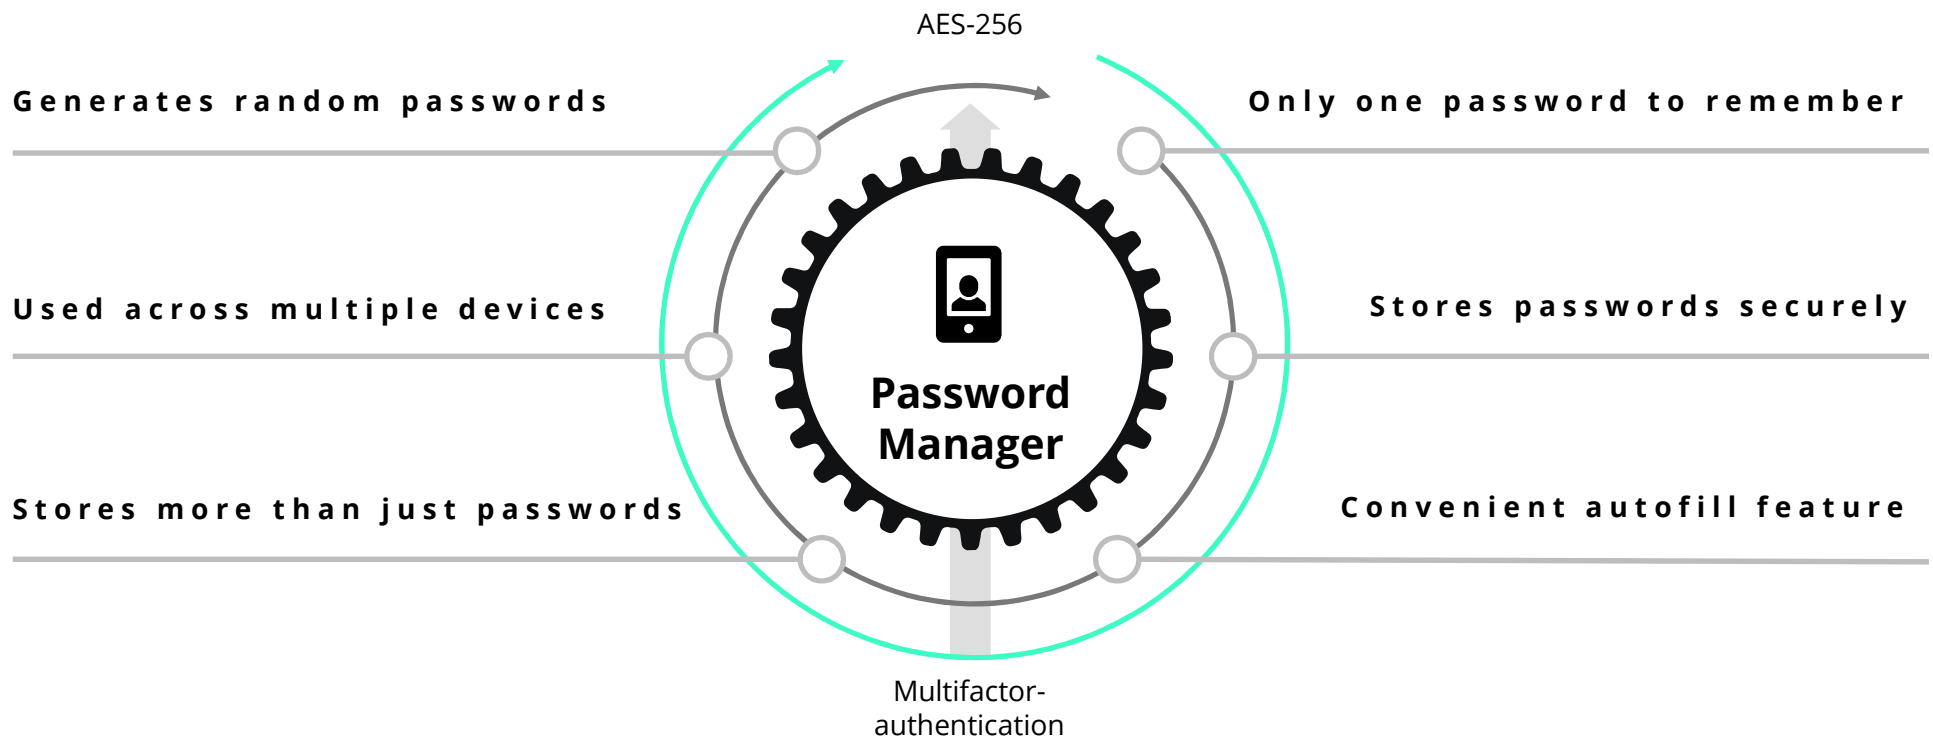 AES-256
Generates random passwords
Only one password to remember
Used across multiple devices
Stores passwords securely
Password
Manager
Stores more than just passwords
Convenient autofill feature
Multifactor-
authentication